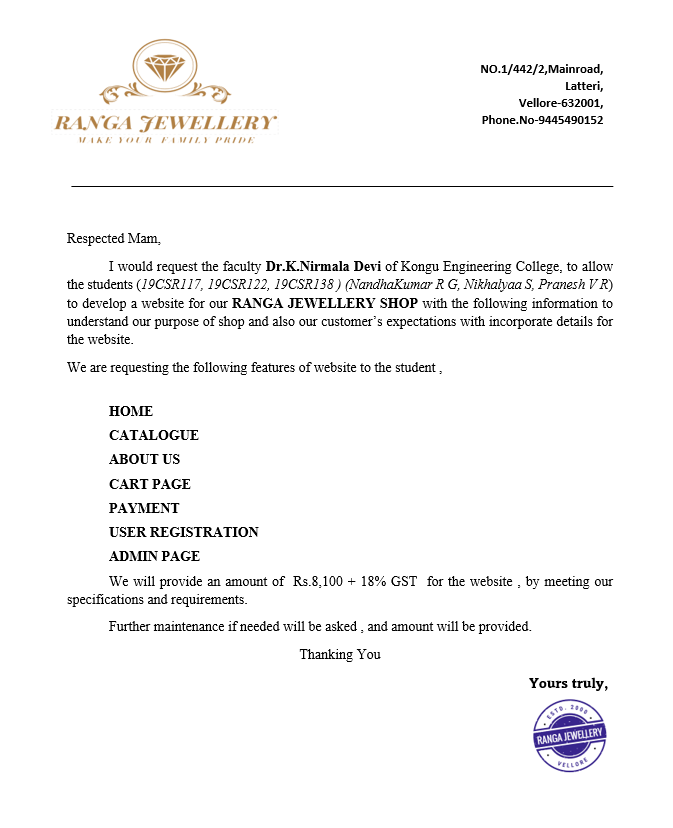 RANGA JEWELLERY
MAKE YOUR FAMILY PRIDE
NO.1/442/2,Mainroad,
Latteri,
Vellore-632001,
Phone.No-9445490152
Respected Mam,
I would request the faculty Dr.K.Nirmala Devi of Kongu Engineering College, to allow
the students (19CSR117, 19CSR122, 19CSR138 ) (NandhaKumar R G, Nikhalyaa S, Pranesh V R)
to develop a website for our RANGA JEWELLERY SHOP with the following information to
understand our purpose of shop and also our customer’s expectations with incorporate details for
the website.
We are requesting the following features of website to the student ,
HOME
CATALOGUE
ABOUT US
CART PAGE
PAYMENT
USER REGISTRATION
ADMIN PAGE
We will provide an amount of  Rs.8,100 + 18% GST  for the website , by meeting our
specifications and requirements.
Further maintenance if needed will be asked , and amount will be provided.
Thanking You
Yours truly,
ESTD. 2000
RANGA JEWELLERY
VELLORE